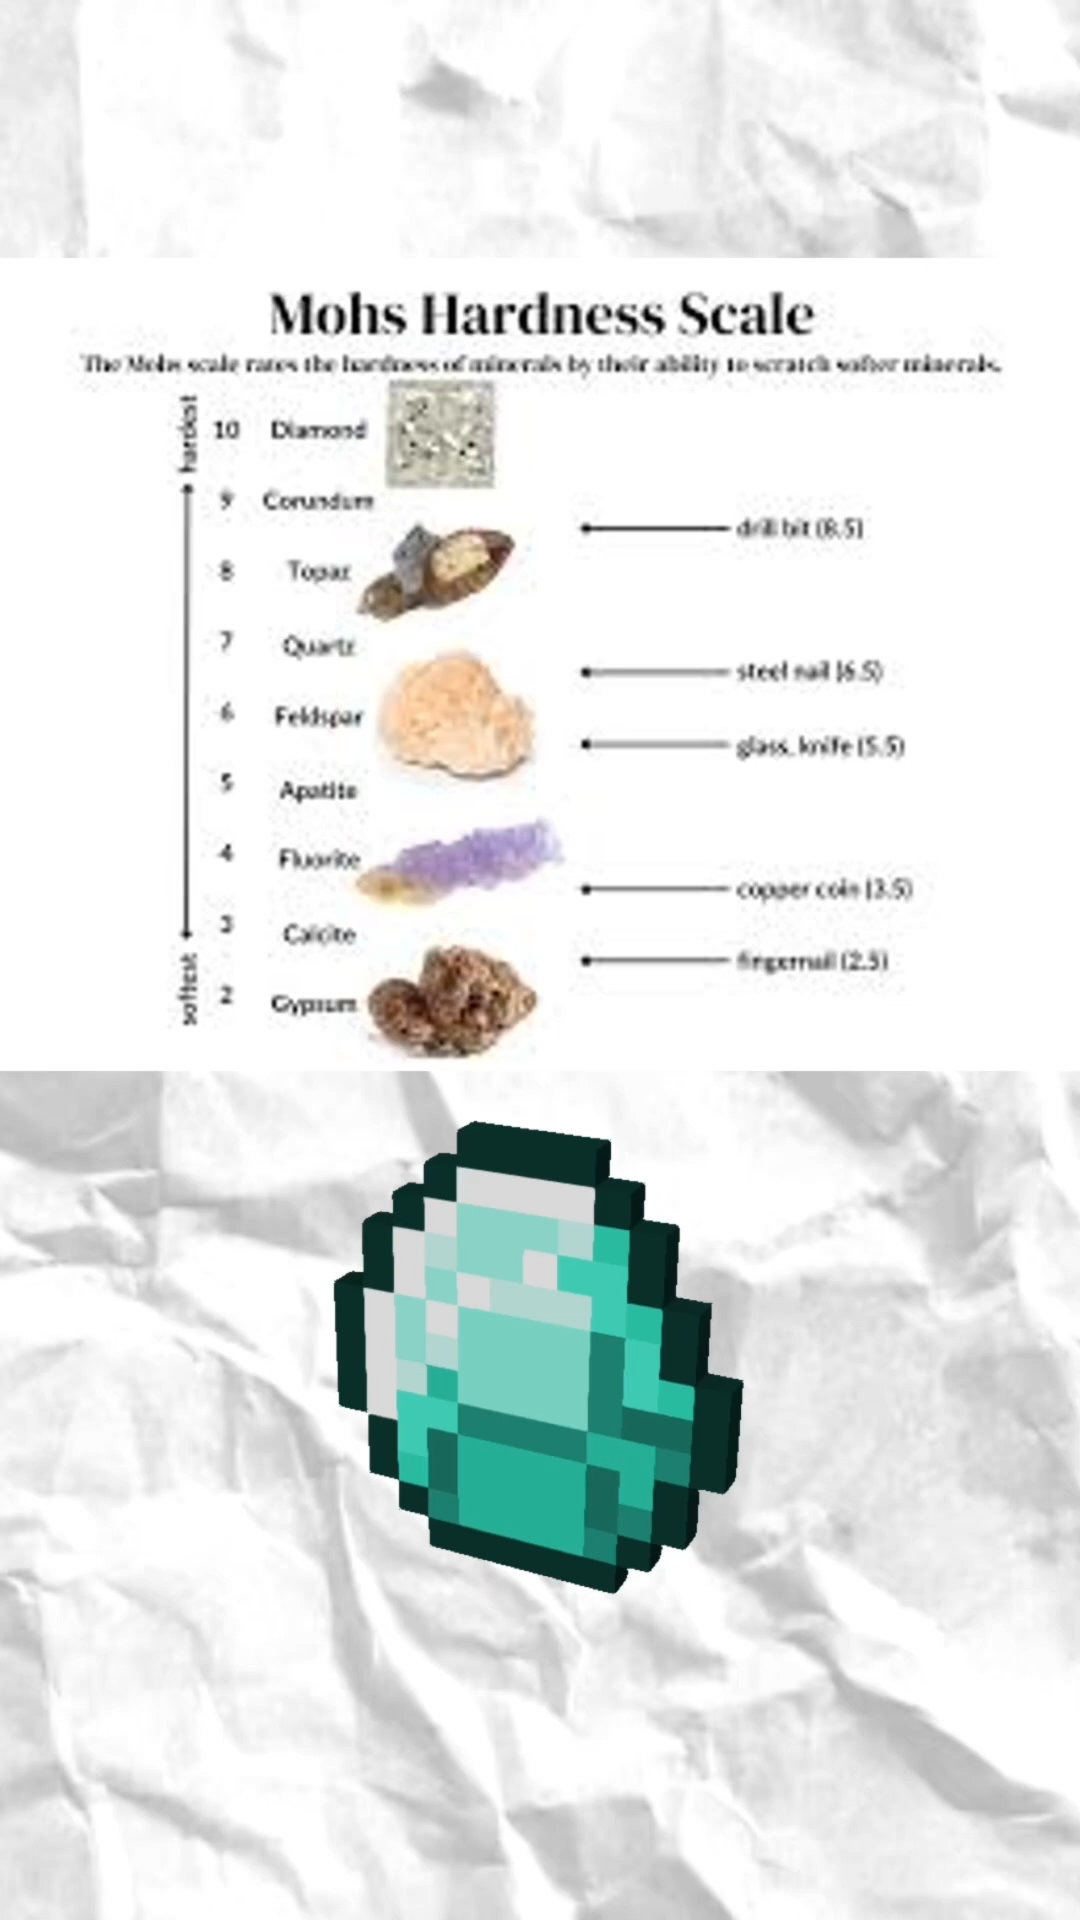 Mohs Hardness Scale
The Mohs scale rates the hardness of minerals by their ability to scratch softer minerals.
hardest
10 Diamond
9 Corundum
drill bit (8.5)
8 Topaz
7 Quartz
steel nail (6.5)
6 Feldspar
glass, knife (5.5)
5 Apatite
4 Fluorite
copper coin (3.5)
3 Calcite
fingernail (2.5)
2 Gypsum
softest